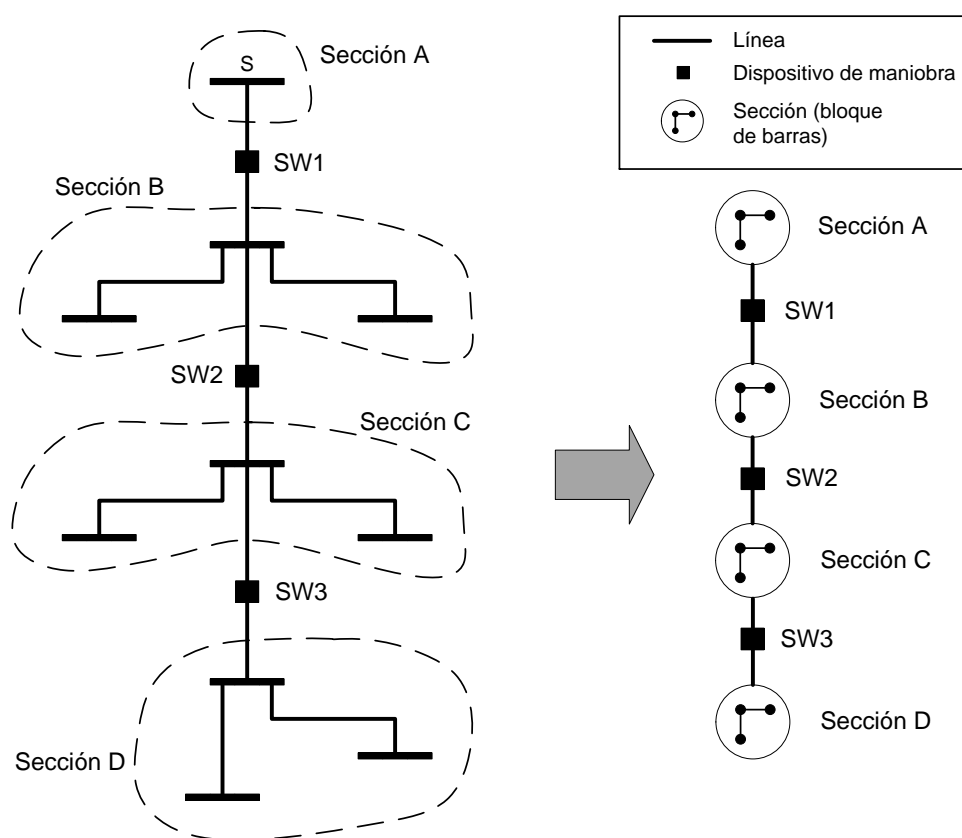 Sección A
S
SW1
Sección B
SW2
Sección C
SW3
Sección D
Línea
Dispositivo de maniobra
Sección (bloque
de barras)
Sección A
SW1
Sección B
SW2
Sección C
SW3
Sección D